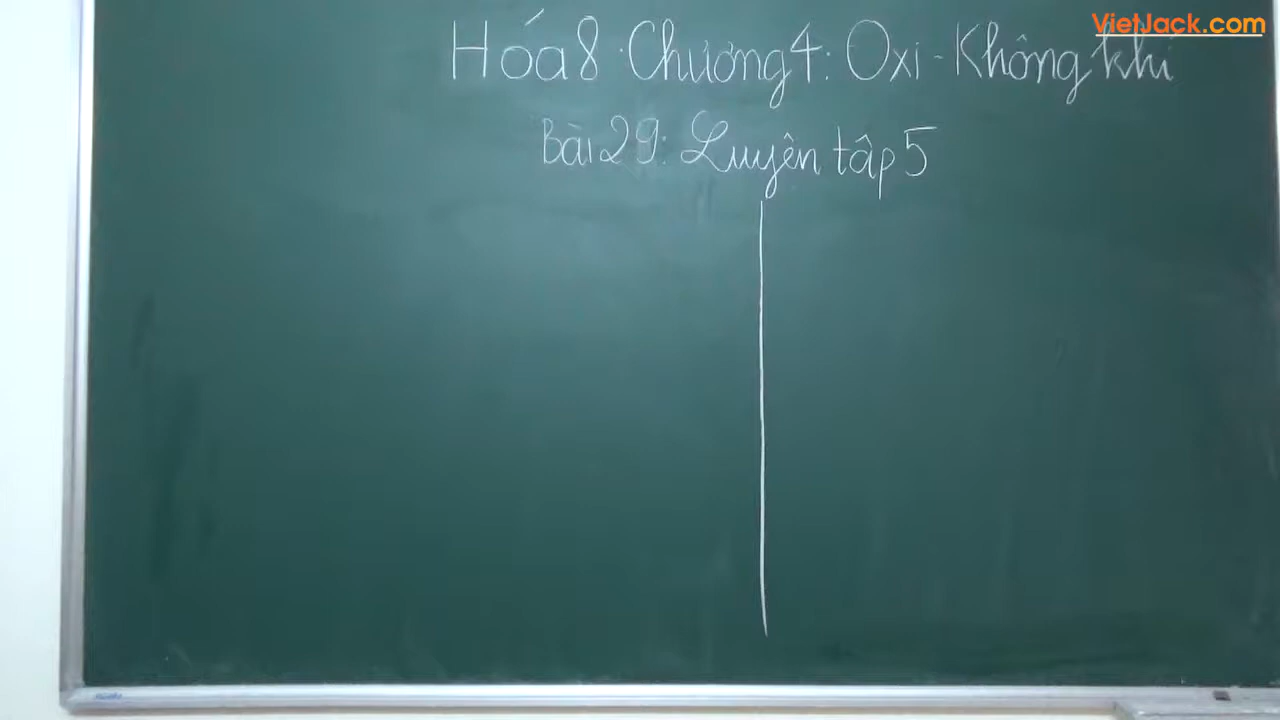 VietJack.com
Hóa 8. Chương 4: Oxi - Không khí
Bài 29: Luyện tập 5